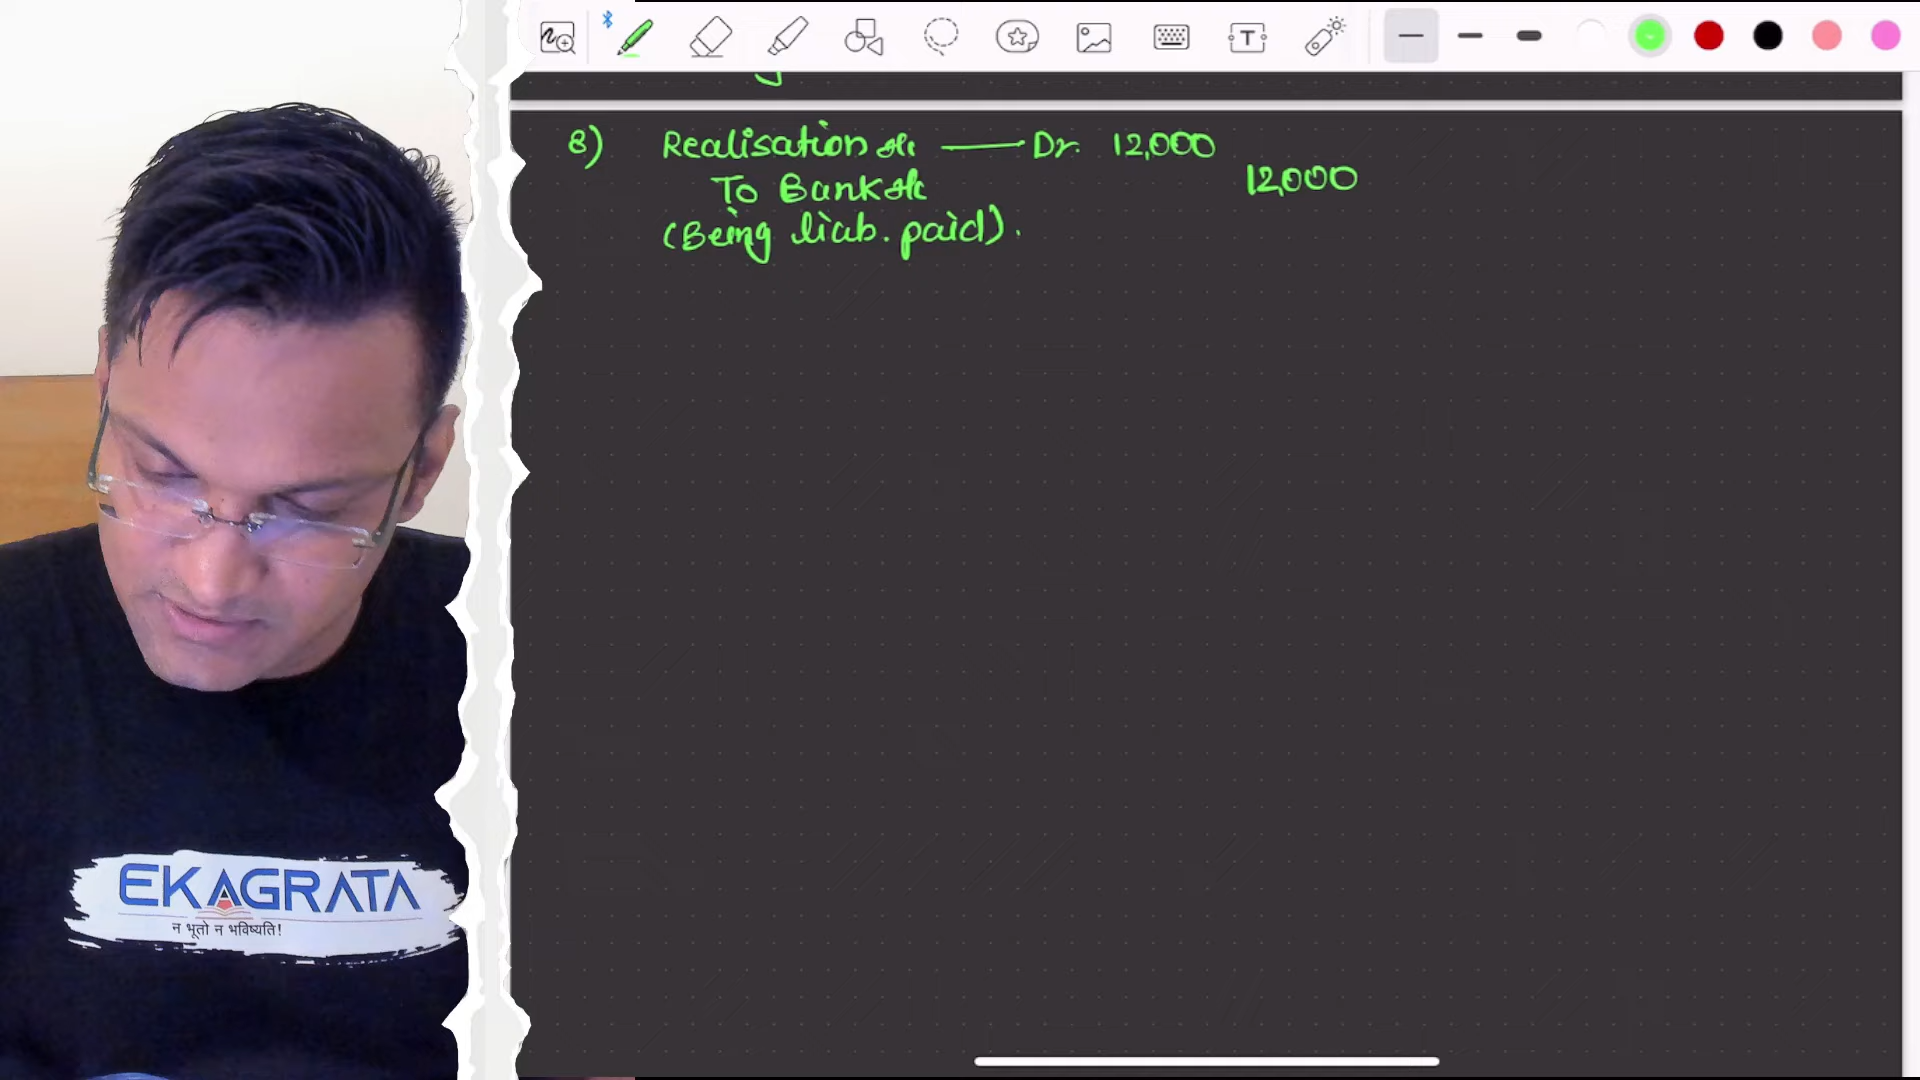 8) Realisation a/c —— Dr. 12,000
To Bank a/c 12,000
(Being liab. paid).
EKAGRATA
न भूतो न भविष्यति!
T